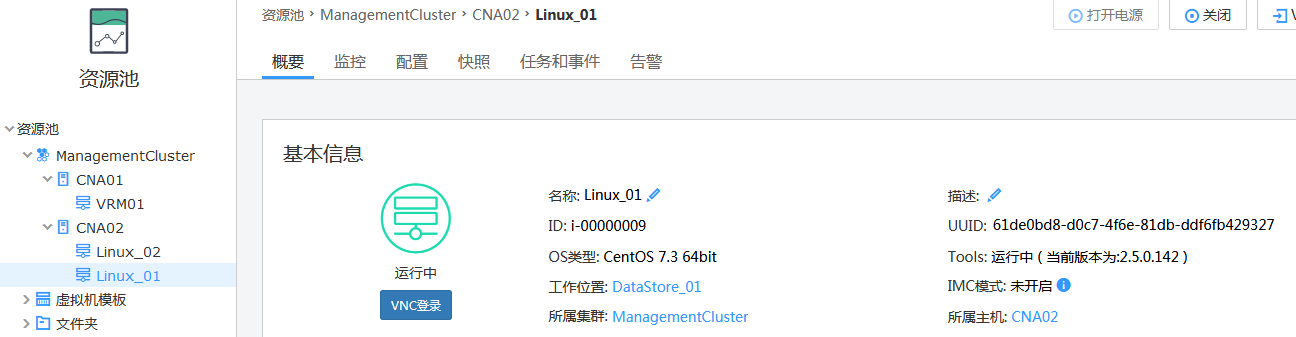 资源池
资源池
ManagementCluster
CNA01
VRM01
CNA02
Linux_02
Linux_01
虚拟机模板
文件夹
资源池 › ManagementCluster › CNA02 › Linux_01
打开电源 关闭 V
概要 监控 配置 快照 任务和事件 告警
基本信息
运行中
VNC登录
名称: Linux_01
ID: i-00000009
OS类型: CentOS 7.3 64bit
工作位置: DataStore_01
所属集群: ManagementCluster
描述:
UUID: 61de0bd8-d0c7-4f6e-81db-ddf6fb429327
Tools: 运行中（当前版本为:2.5.0.142）
IMC模式: 未开启
所属主机: CNA02